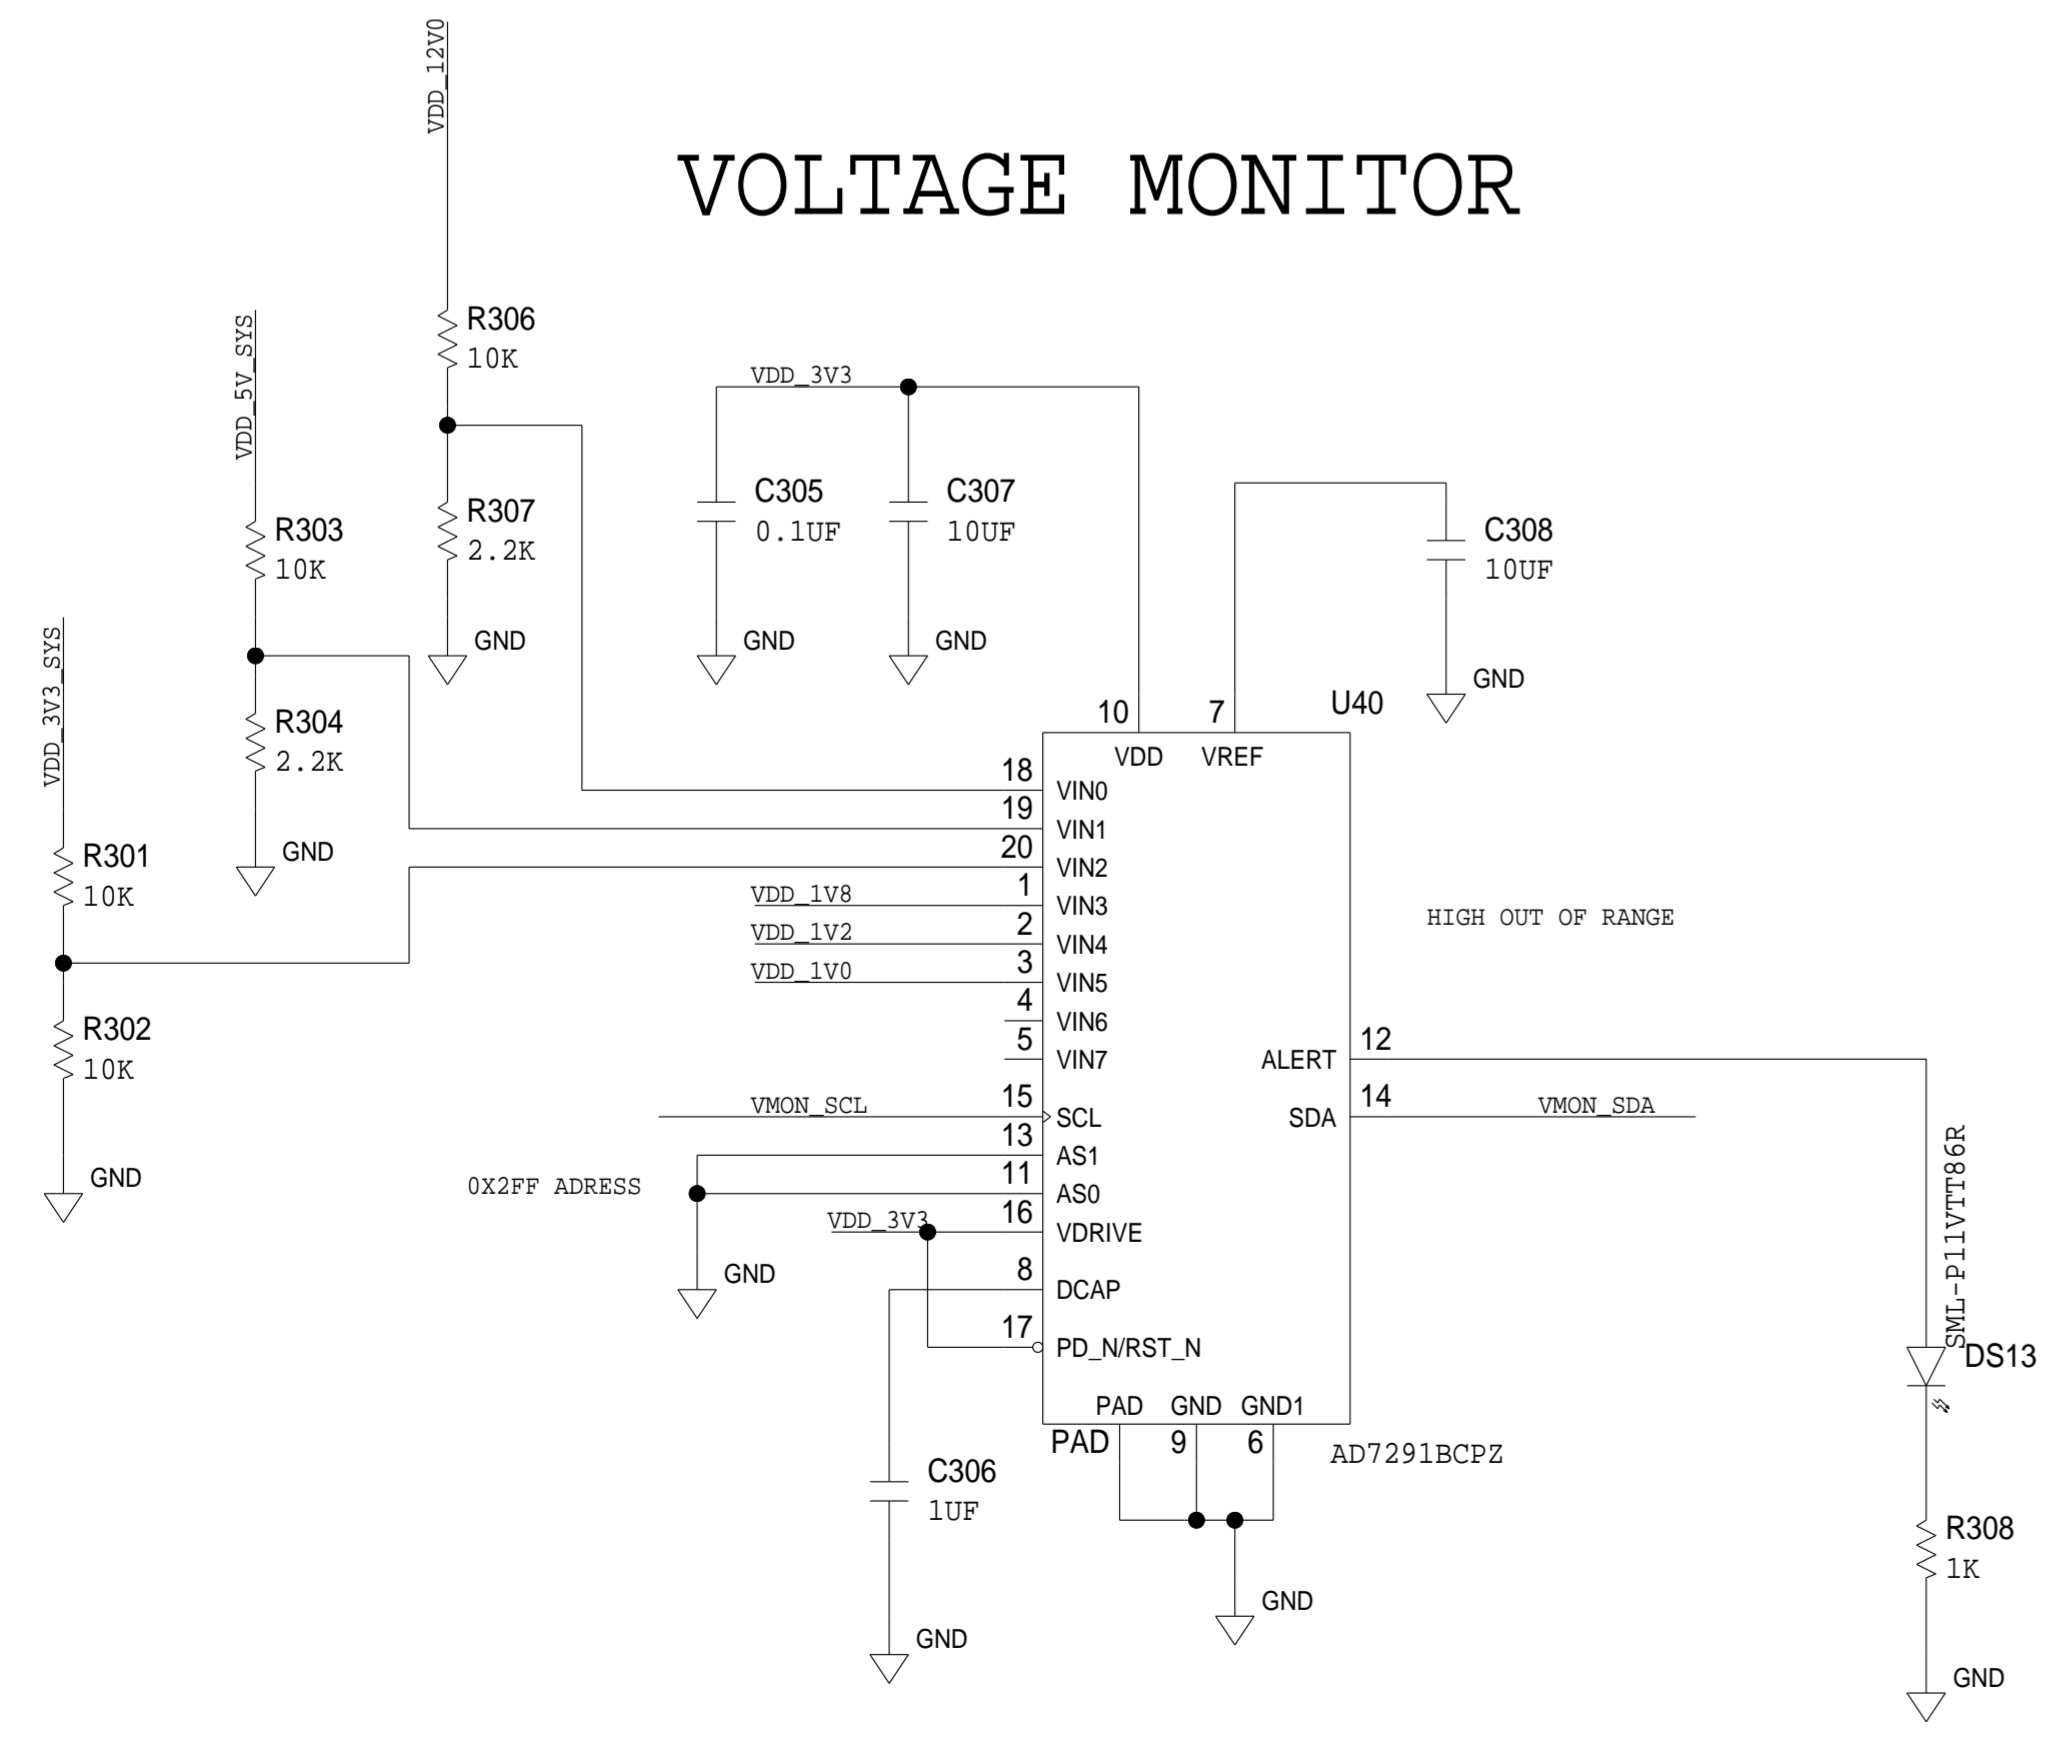 VDD_12V0
VOLTAGE MONITOR
R306
10K
VDD_5V_SYS
VDD_3V3
R307
2.2K
C305
0.1UF
C307
10UF
C308
10UF
R303
10K
GND
GND
GND
GND
VDD_3V3_SYS
R304
2.2K
U40
10
7
VDD
VREF
18
VIN0
19
VIN1
GND
20
VIN2
R301
10K
1
VDD_1V8
VIN3
HIGH OUT OF RANGE
2
VDD_1V2
VIN4
3
VDD_1V0
VIN5
4
VIN6
R302
10K
5
VIN7
ALERT
12
15
VMON_SCL
SCL
SDA
14
VMON_SDA
13
AS1
GND
0X2FF ADRESS
11
AS0
16
VDD_3V3
VDRIVE
GND
8
DCAP
17
PD_N/RST_N
SML-P11VTT86R
DS13
PAD
GND
GND1
PAD
9
6
AD7291BCPZ
C306
1UF
R308
1K
GND
GND
GND